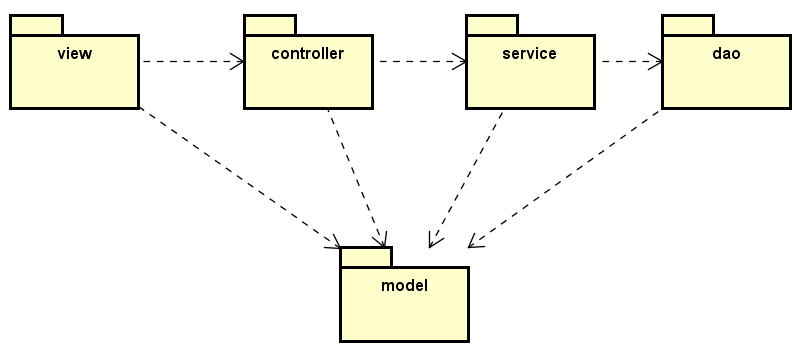 view
controller
service
dao
model